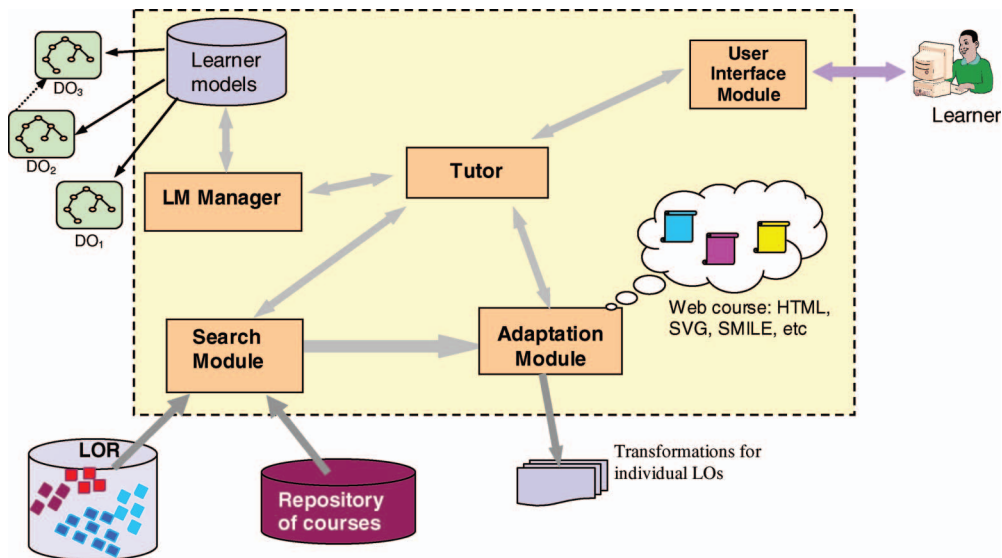 Learner
models
DO3
DO2
DO1
User
Interface
Module
Learner
LM Manager
Tutor
Web course: HTML,
SVG, SMILE, etc
Search
Module
Adaptation
Module
LOR
Repository
of courses
Transformations for
individual LOs